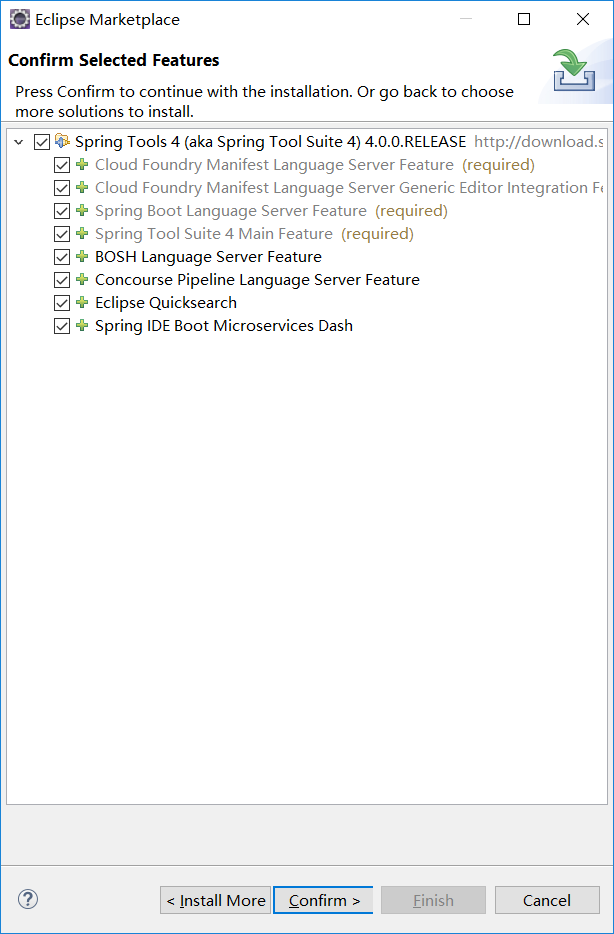 Eclipse Marketplace
Confirm Selected Features
Press Confirm to continue with the installation. Or go back to choose
more solutions to install.
Spring Tools 4 (aka Spring Tool Suite 4) 4.0.0.RELEASE http://download.s
Cloud Foundry Manifest Language Server Feature (required)
Cloud Foundry Manifest Language Server Generic Editor Integration Fe
Spring Boot Language Server Feature (required)
Spring Tool Suite 4 Main Feature (required)
BOSH Language Server Feature
Concourse Pipeline Language Server Feature
Eclipse Quicksearch
Spring IDE Boot Microservices Dash
? < Install More Confirm > Finish Cancel